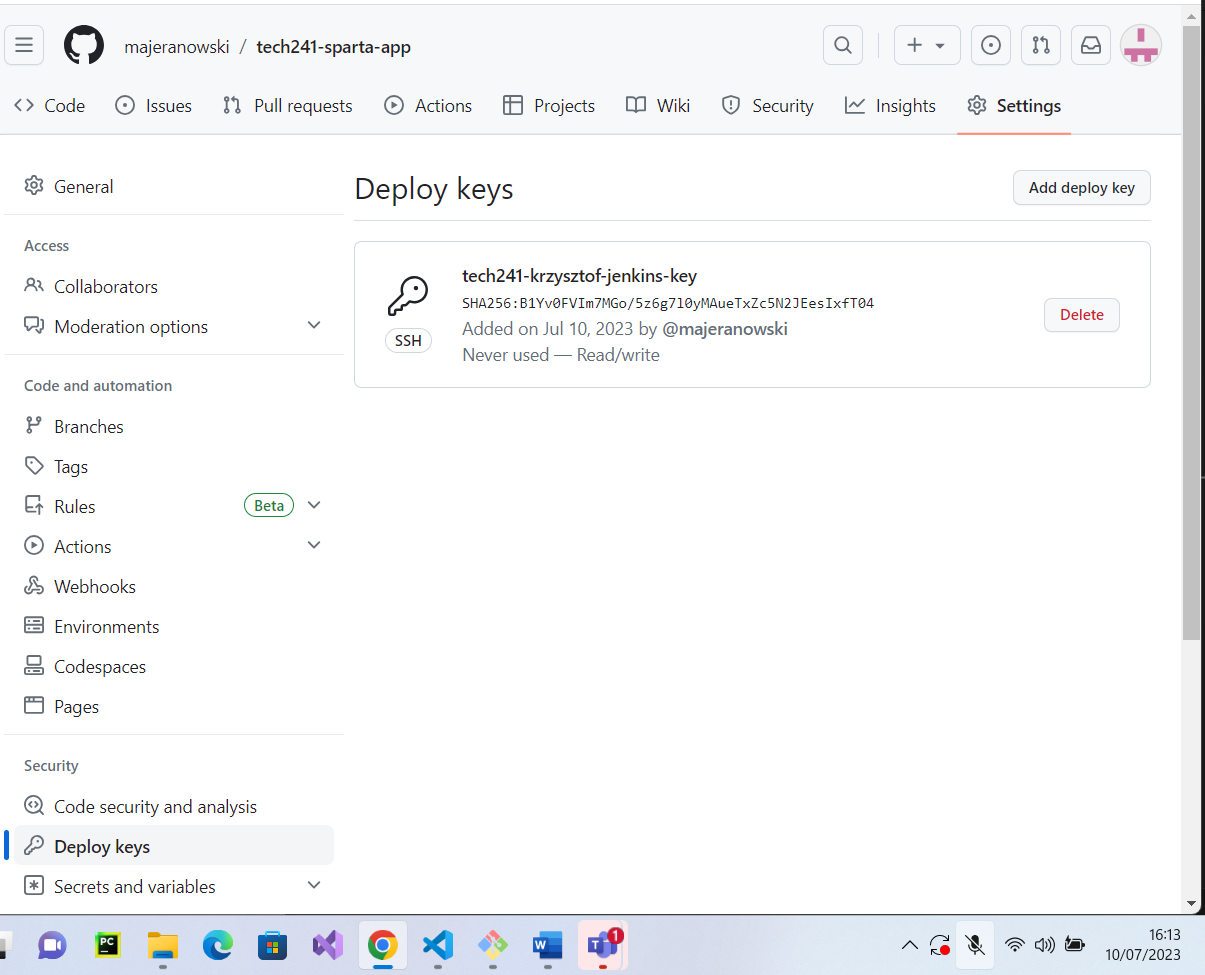 majeranowski / tech241-sparta-app
Code Issues Pull requests Actions Projects Wiki Security Insights Settings
General
Access
Collaborators
Moderation options
Code and automation
Branches
Tags
Rules Beta
Actions
Webhooks
Environments
Codespaces
Pages
Security
Code security and analysis
Deploy keys
Secrets and variables
Deploy keys
Add deploy key
tech241-krzysztof-jenkins-key
SHA256:B1Yv0FVIm7MGo/5z6g7l0yMAueTxZc5N2JEesIxfT04
Added on Jul 10, 2023 by @majeranowski
Never used — Read/write
SSH
Delete
PC
W
T
1
16:13
10/07/2023